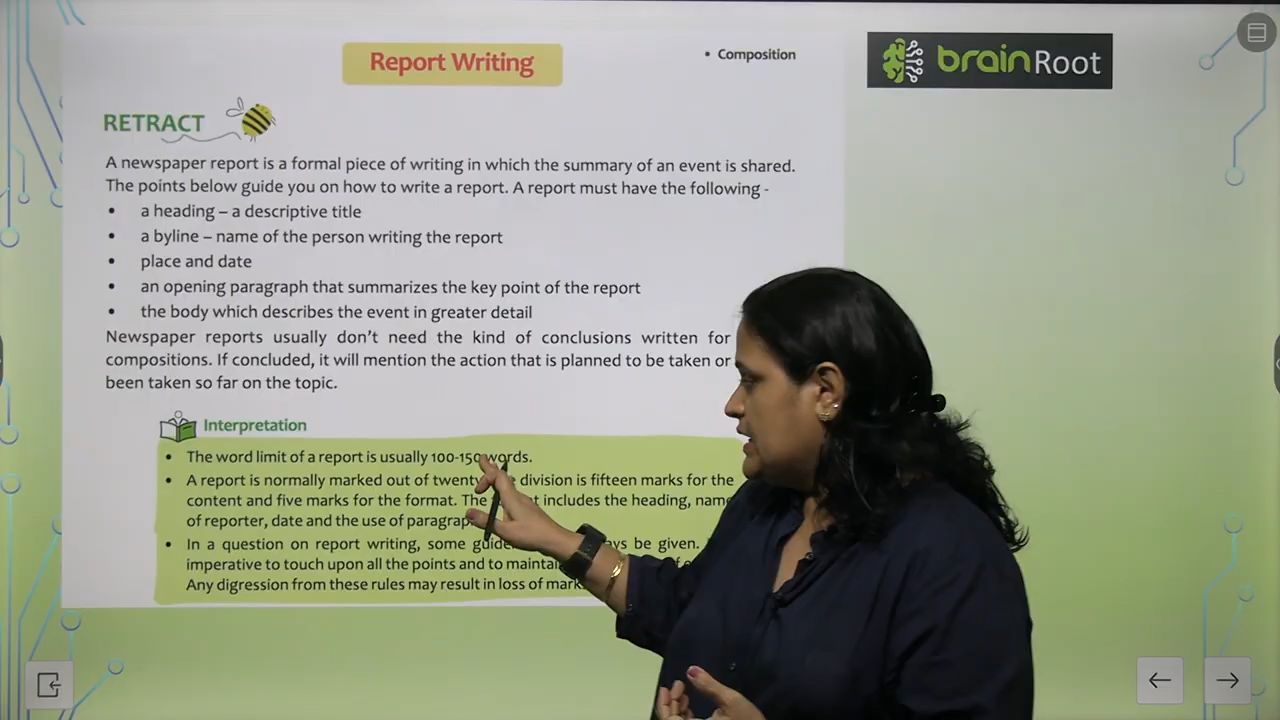 Report Writing
• Composition
brainRoot
RETRACT
A newspaper report is a formal piece of writing in which the summary of an event is shared.
The points below guide you on how to write a report. A report must have the following -
• a heading – a descriptive title
• a byline – name of the person writing the report
• place and date
• an opening paragraph that summarizes the key point of the report
• the body which describes the event in greater detail
Newspaper reports usually don't need the kind of conclusions written for
compositions. If concluded, it will mention the action that is planned to be taken or
been taken so far on the topic.
Interpretation
• The word limit of a report is usually 100-150 words.
• A report is normally marked out of twenty division is fifteen marks for the
content and five marks for the format. The includes the heading, name
of reporter, date and the use of
• In a question on report writing, some be given.
imperative to touch upon all the points and to
Any digression from these rules may result in loss of